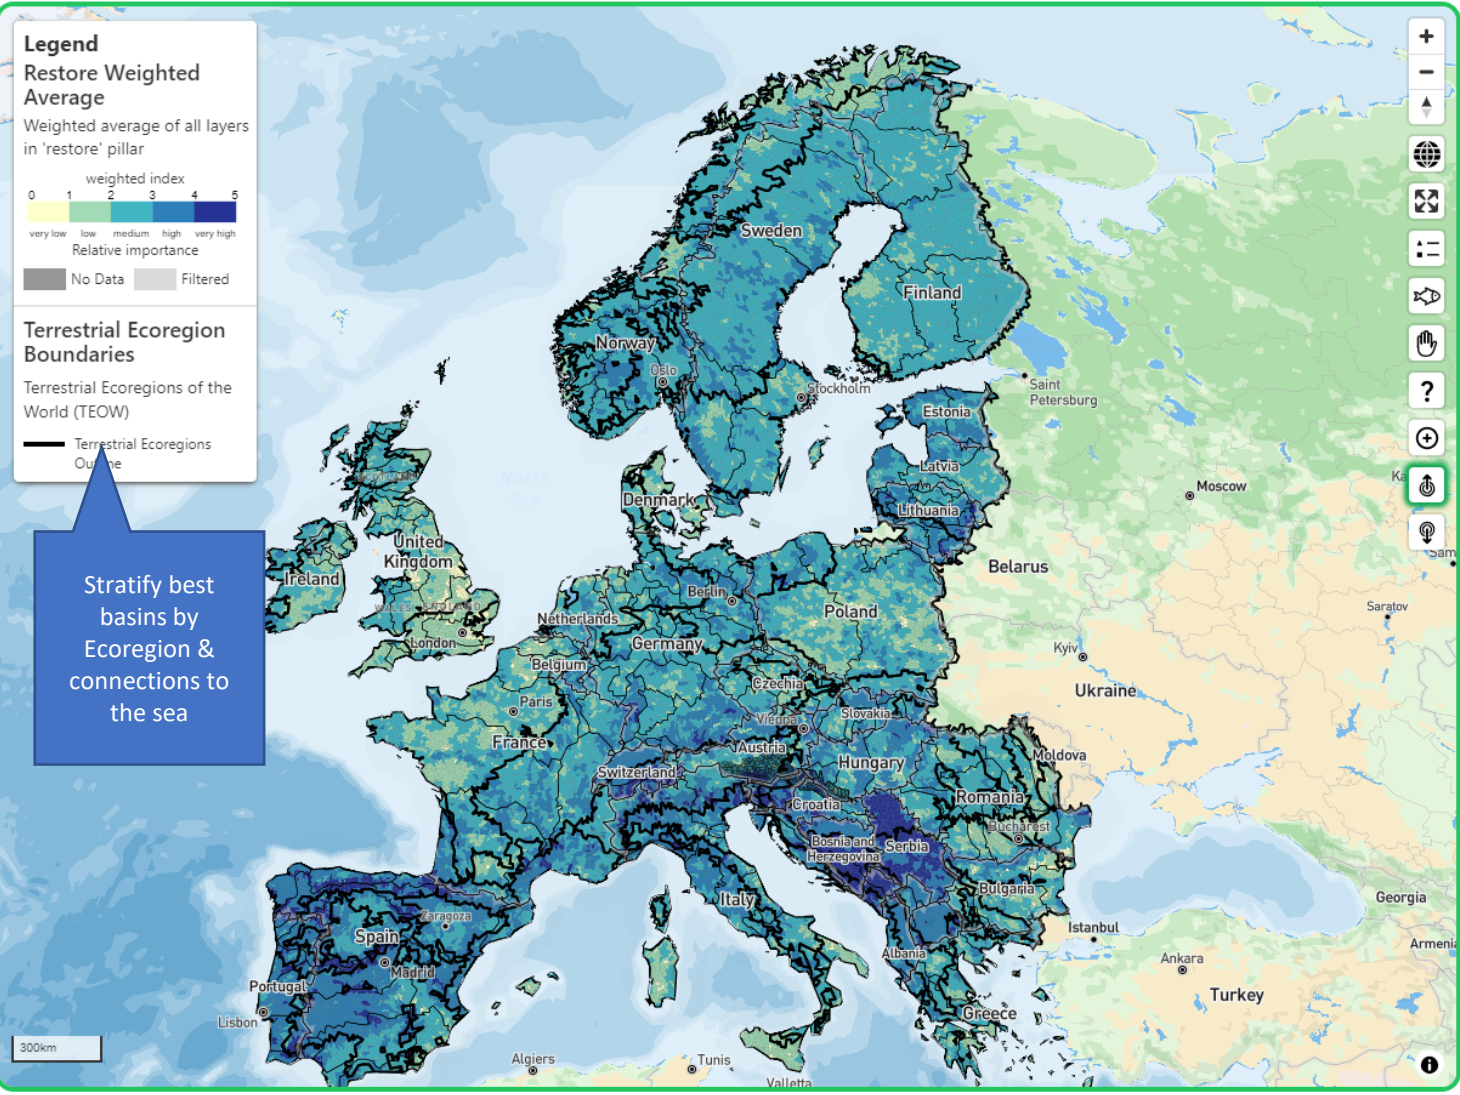 Legend
Restore Weighted
Average
Weighted average of all layers
in 'restore' pillar
weighted index
0 1 2 3 4 5
very low low medium high very high
Relative importance
No Data Filtered
Terrestrial Ecoregion
Boundaries
Terrestrial Ecoregions of the
World (TEOW)
Terrestrial Ecoregions
Stratify best
basins by
Ecoregion &
connections to
the sea
300km
Sweden
Finland
Norway
Oslo
Stockholm
Saint
Petersburg
Estonia
Latvia
Lithuania
Moscow
North
Sea
Denmark
United
Kingdom
Ireland
WALES
ENGLAND
London
Netherlands
Berlin
Poland
Belarus
Germany
Belgium
Saratov
Kyiv
Ukraine
Czechia
Paris
Slovakia
Vienna
France
Austria
Hungary
Moldova
Switzerland
Croatia
Romania
Bucharest
Bosnia and
Herzegovina
Serbia
Bulgaria
Italy
Zaragoza
Spain
Madrid
Portugal
Lisbon
Albania
Greece
Istanbul
Georgia
Ankara
Armenia
Turkey
Algiers
Tunis
Valletta